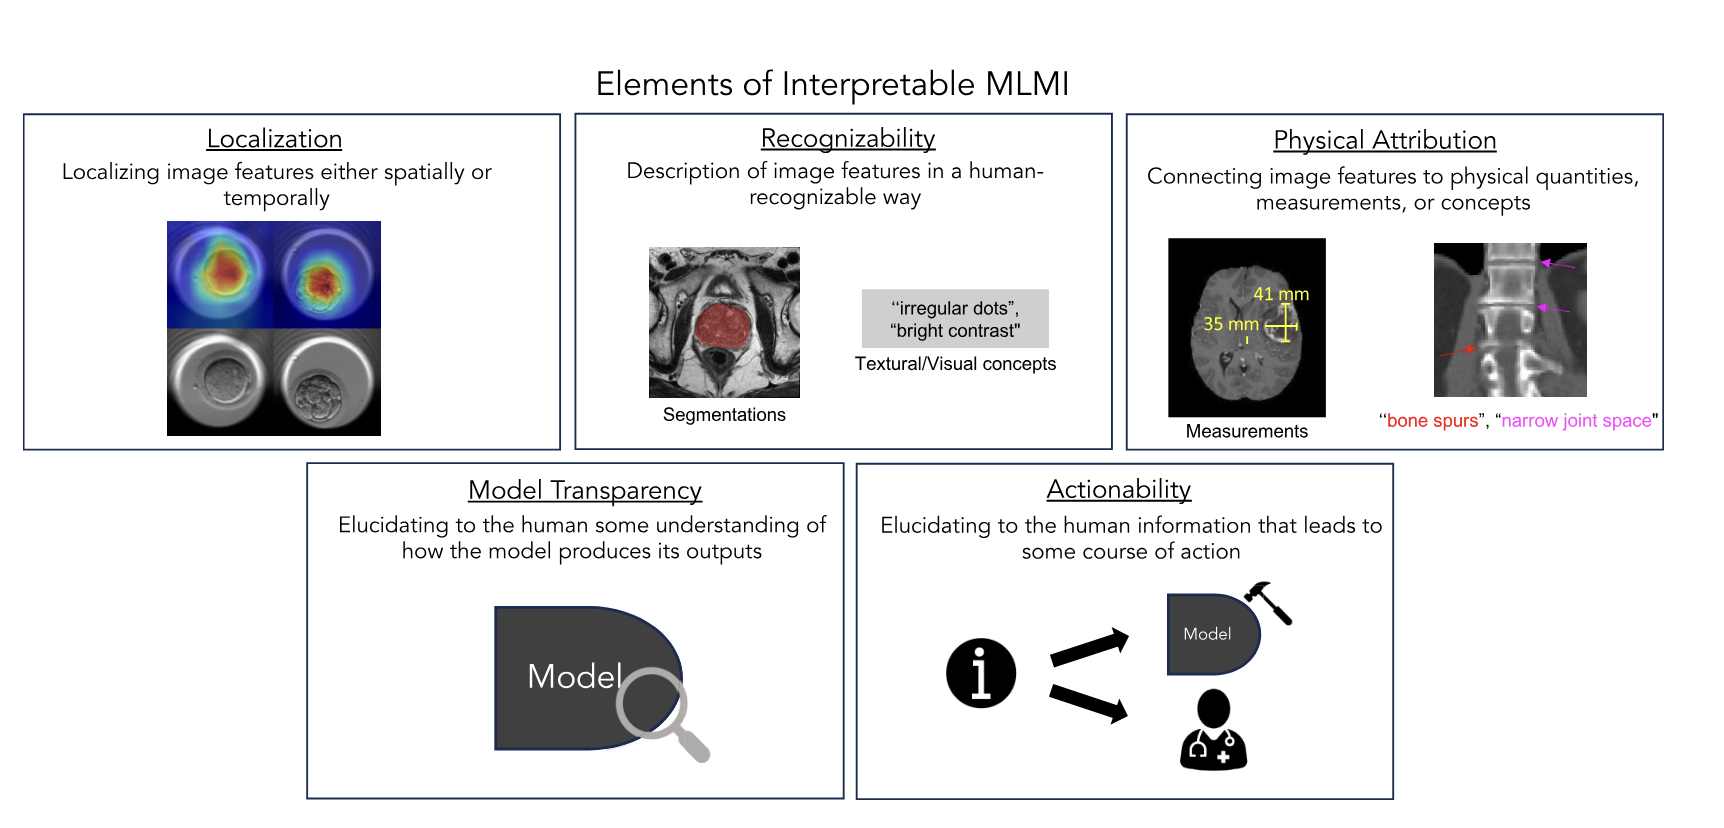 Elements of Interpretable MLMI
Localization
Localizing image features either spatially or
temporally
Recognizability
Description of image features in a human-
recognizable way
Segmentations
“irregular dots”,
“bright contrast"
Textural/Visual concepts
Physical Attribution
Connecting image features to physical quantities,
measurements, or concepts
41 mm
35 mm
Measurements
“bone spurs”, “narrow joint space"
Model Transparency
Elucidating to the human some understanding of
how the model produces its outputs
Model
Actionability
Elucidating to the human information that leads to
some course of action
i
Model